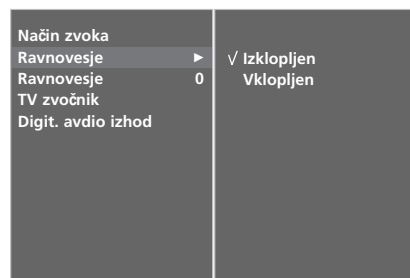 Način zvoka
Ravnovesje ►
Ravnovesje 0
TV zvočnik
Digit. avdio izhod
√ Izklopljen
Vklopljen